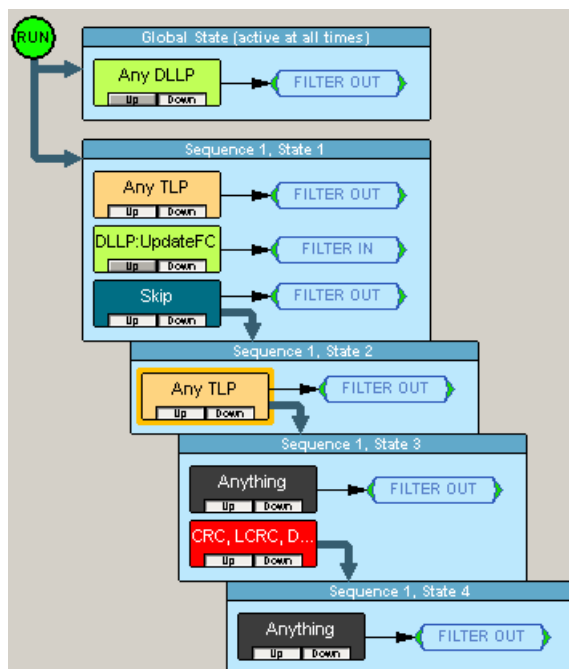 RUN
Global State (active at all times)
Any DLLP
FILTER OUT
Up Down
Sequence 1, State 1
Any TLP
FILTER OUT
Up Down
DLLP:UpdateFC
FILTER IN
Up Down
Skip
FILTER OUT
Up Down
Sequence 1, State 2
Any TLP
FILTER OUT
Up Down
Sequence 1, State 3
Anything
FILTER OUT
Up Down
CRC, LCRC, D...
Up Down
Sequence 1, State 4
Anything
FILTER OUT
Up Down